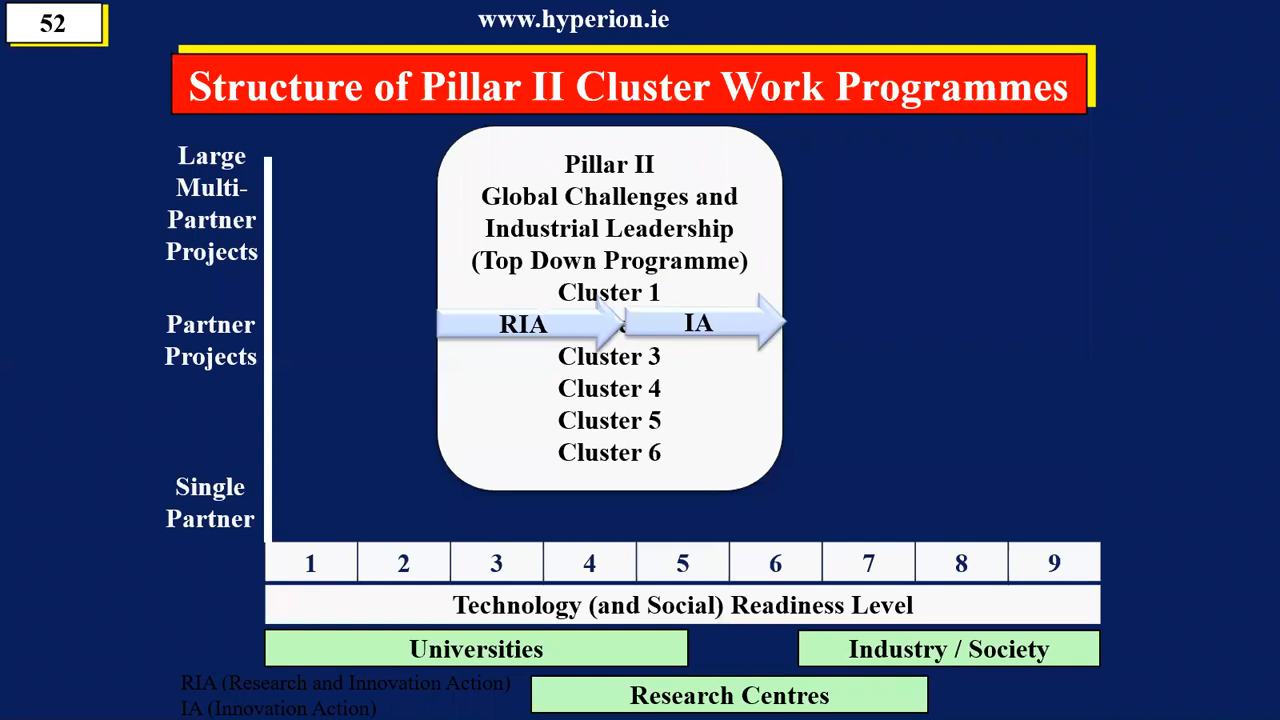 52
www.hyperion.ie
Structure of Pillar II Cluster Work Programmes
Large
Multi-
Partner
Projects
Partner
Projects
Single
Partner
Pillar II
Global Challenges and
Industrial Leadership
(Top Down Programme)
Cluster 1
RIA
IA
Cluster 3
Cluster 4
Cluster 5
Cluster 6
1 2 3 4 5 6 7 8 9
Technology (and Social) Readiness Level
Universities
Industry / Society
Research Centres
RIA (Research and Innovation Action)
IA (Innovation Action)